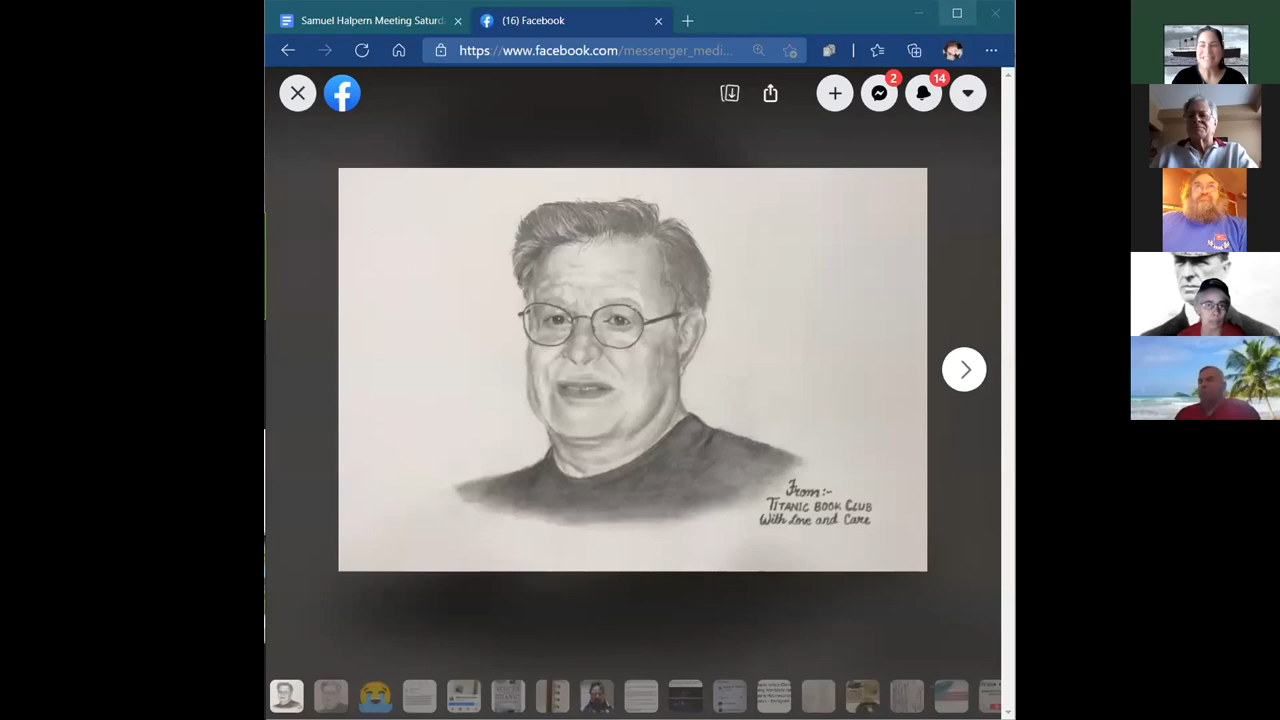 Samuel Halpern Meeting Saturd
(16) Facebook
https://www.facebook.com/messenger_medi...
2
14
From:-
TITANIC BOOK CLUB
With Love and Care